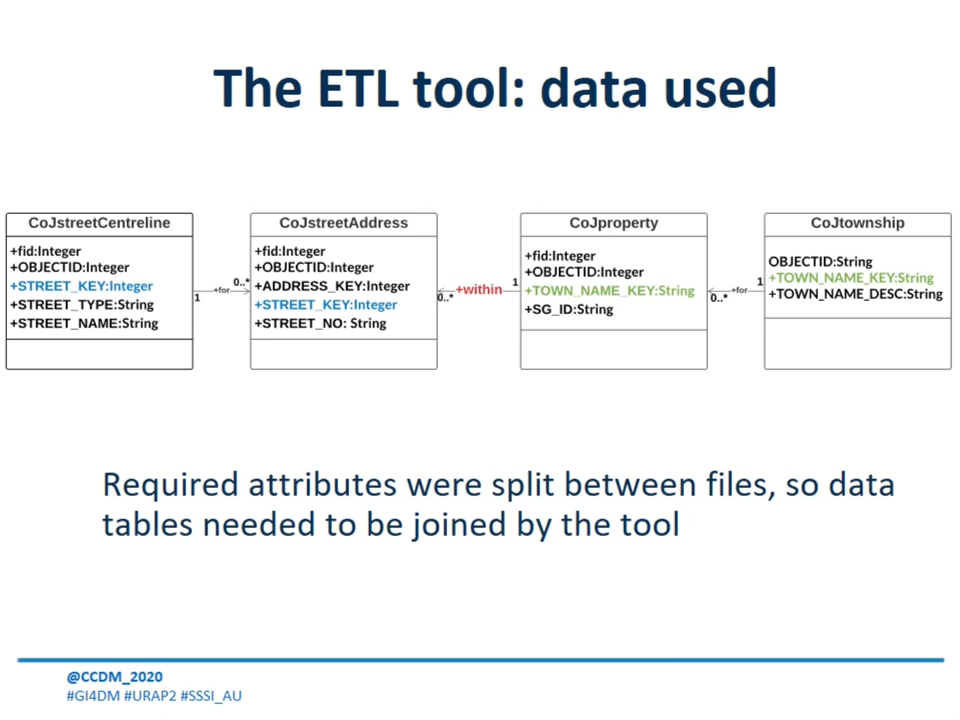 The ETL tool: data used
CoJstreetCentreline
+fid:Integer
+OBJECTID:Integer
+STREET_KEY:Integer
+STREET_TYPE:String
+STREET_NAME:String
1
+for
0..*
CoJstreetAddress
+fid:Integer
+OBJECTID:Integer
+ADDRESS_KEY:Integer
+STREET_KEY:Integer
+STREET_NO: String
0..*
+within
1
CoJproperty
+fid:Integer
+OBJECTID:Integer
+TOWN_NAME_KEY:String
+SG_ID:String
0..*
+for
1
CoJtownship
OBJECTID:String
+TOWN_NAME_KEY:String
+TOWN_NAME_DESC:String
Required attributes were split between files, so data
tables needed to be joined by the tool
@CCDM_2020
#GI4DM #URAP2 #SSSI_AU